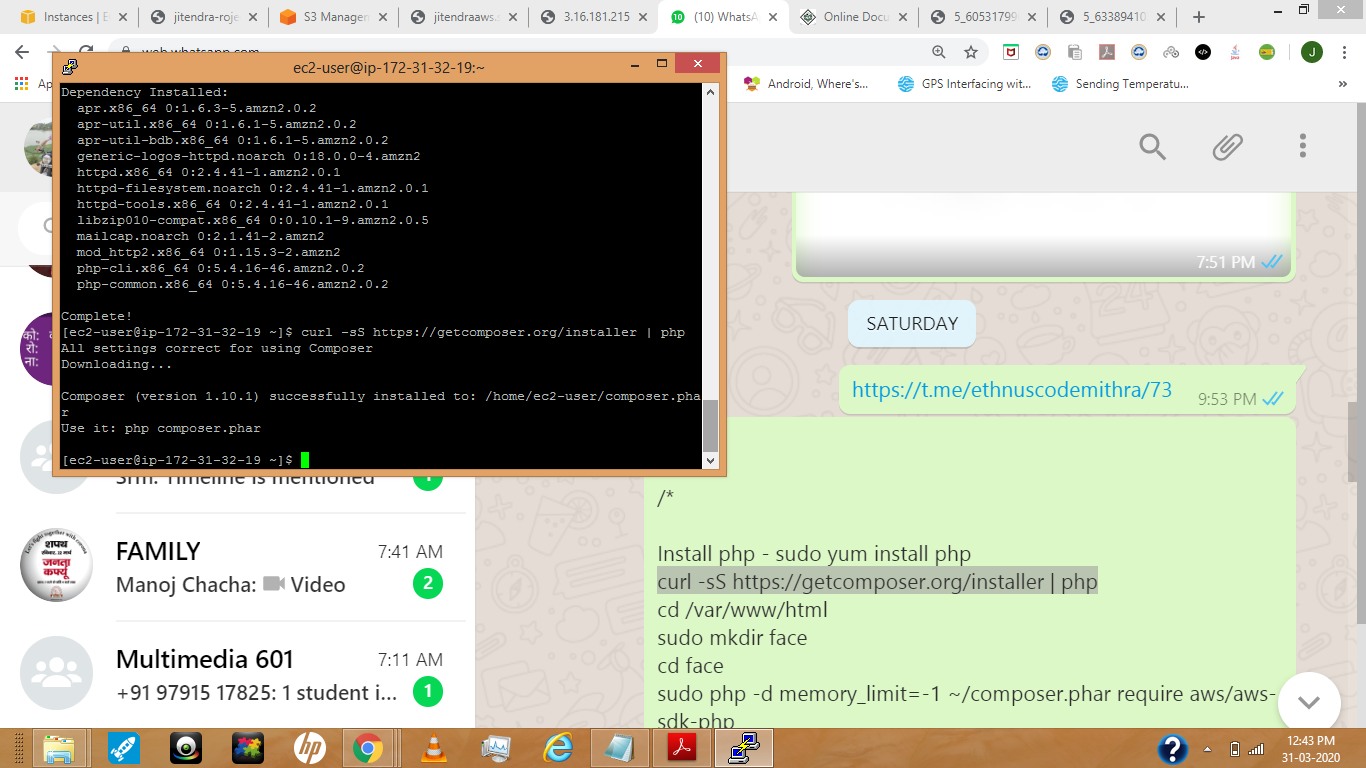 Instances | E
jitendra-roje
S3 Managem
jitendraaws.s
3.16.181.215
(10) WhatsA
Online Docu
5_605317999
5_633894107
web.whatsapp.com
J
Ap
Android, Where's...
GPS Interfacing wit...
Sending Temperatu...
»
ec2-user@ip-172-31-32-19:~
Dependency Installed:
apr.x86_64 0:1.6.3-5.amzn2.0.2
apr-util.x86_64 0:1.6.1-5.amzn2.0.2
apr-util-bdb.x86_64 0:1.6.1-5.amzn2.0.2
generic-logos-httpd.noarch 0:18.0.0-4.amzn2
httpd.x86_64 0:2.4.41-1.amzn2.0.1
httpd-filesystem.noarch 0:2.4.41-1.amzn2.0.1
httpd-tools.x86_64 0:2.4.41-1.amzn2.0.1
libzip010-compat.x86_64 0:0.10.1-9.amzn2.0.5
mailcap.noarch 0:2.1.41-2.amzn2
mod_http2.x86_64 0:1.15.3-2.amzn2
php-cli.x86_64 0:5.4.16-46.amzn2.0.2
php-common.x86_64 0:5.4.16-46.amzn2.0.2
Complete!
[ec2-user@ip-172-31-32-19 ~]$ curl -sS https://getcomposer.org/installer | php
All settings correct for using Composer
Downloading...
Composer (version 1.10.1) successfully installed to: /home/ec2-user/composer.pha
r
Use it: php composer.phar
[ec2-user@ip-172-31-32-19 ~]$
को:
रो:
ना:
Srm: Timeline is mentioned
1
शपथ
जनता
कर्फ्यू
FAMILY
7:41 AM
Manoj Chacha: Video
2
Multimedia 601
7:11 AM
+91 97915 17825: 1 student i...
1
7:51 PM
SATURDAY
https://t.me/ethnuscodemithra/73
9:53 PM
/*
Install php - sudo yum install php
curl -sS https://getcomposer.org/installer | php
cd /var/www/html
sudo mkdir face
cd face
sudo php -d memory_limit=-1 ~/composer.phar require aws/aws-
sdk-php
hp
?
12:43 PM
31-03-2020